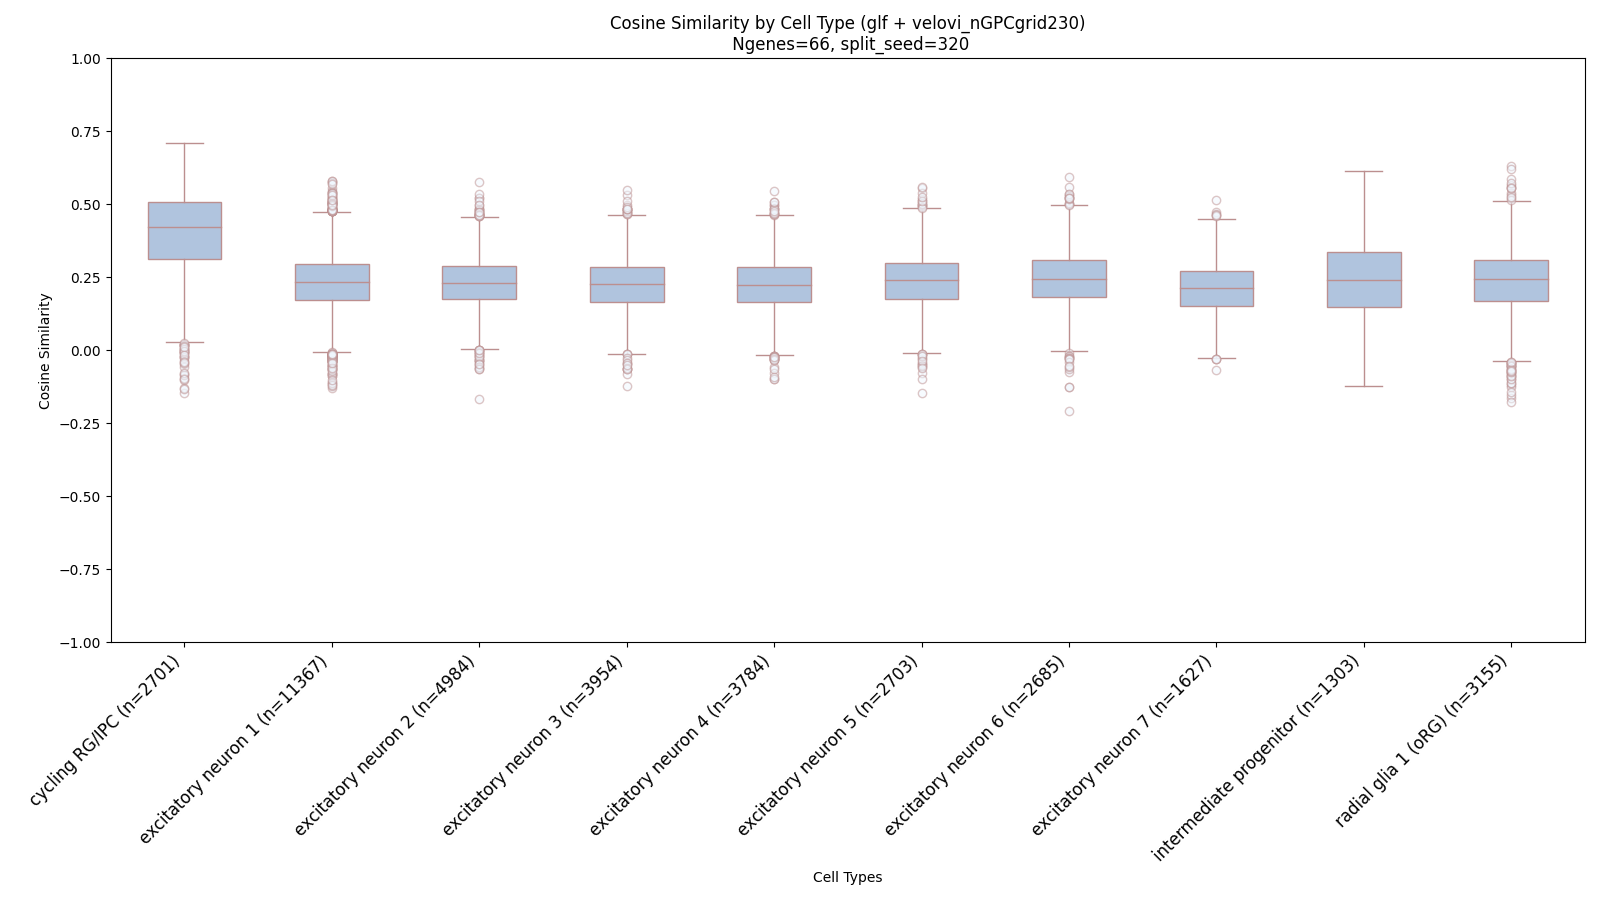 Cosine Similarity by Cell Type (glf + velovi_nGPCgrid230)
Ngenes=66, split_seed=320
1.00
0.75
0.50
0.25
0.00
−0.25
−0.50
−0.75
−1.00
Cosine Similarity
cycling RG/IPC (n=2701)
excitatory neuron 1 (n=11367)
excitatory neuron 2 (n=4984)
excitatory neuron 3 (n=3954)
excitatory neuron 4 (n=3784)
excitatory neuron 5 (n=2703)
excitatory neuron 6 (n=2685)
excitatory neuron 7 (n=1627)
intermediate progenitor (n=1303)
radial glia 1 (oRG) (n=3155)
Cell Types